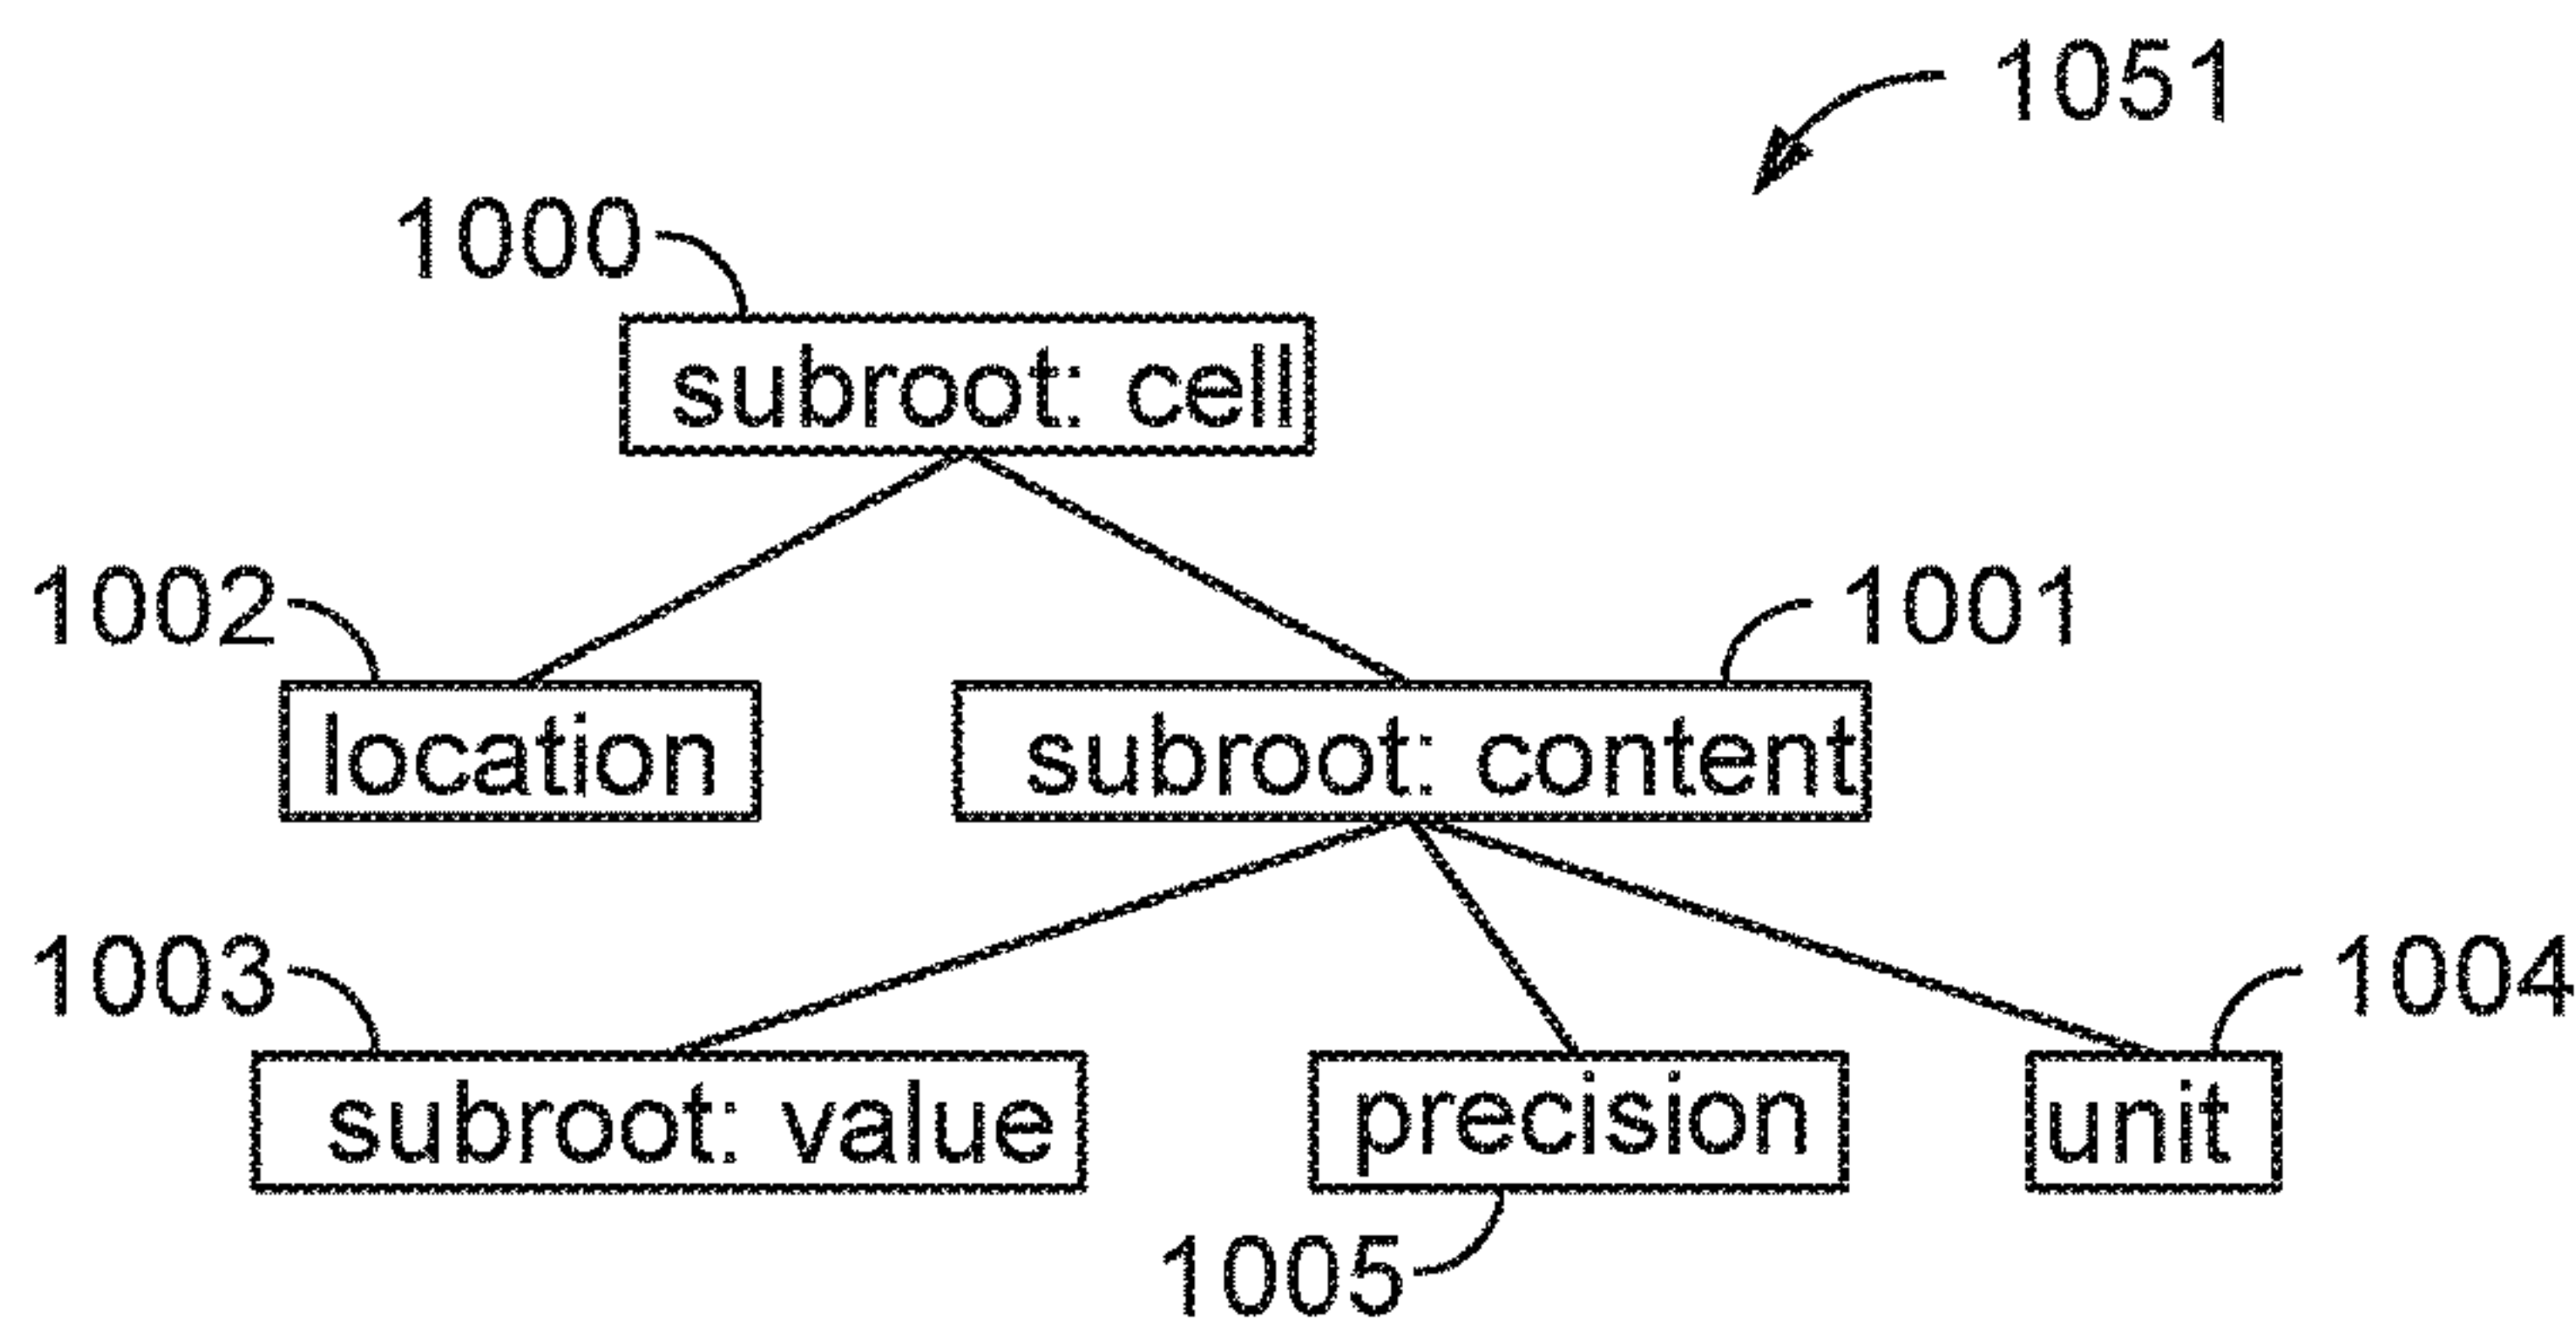 1051
1000
subroot: cell
1002
1001
location
subroot: content
1003
1004
subroot: value
precision
unit
1005